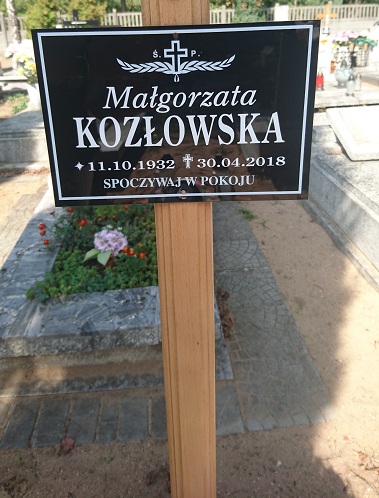 Ś. P.
Małgorzata
KOZŁOWSKA
11.10.1932 30.04.2018
SPOCZYWAJ W POKOJU